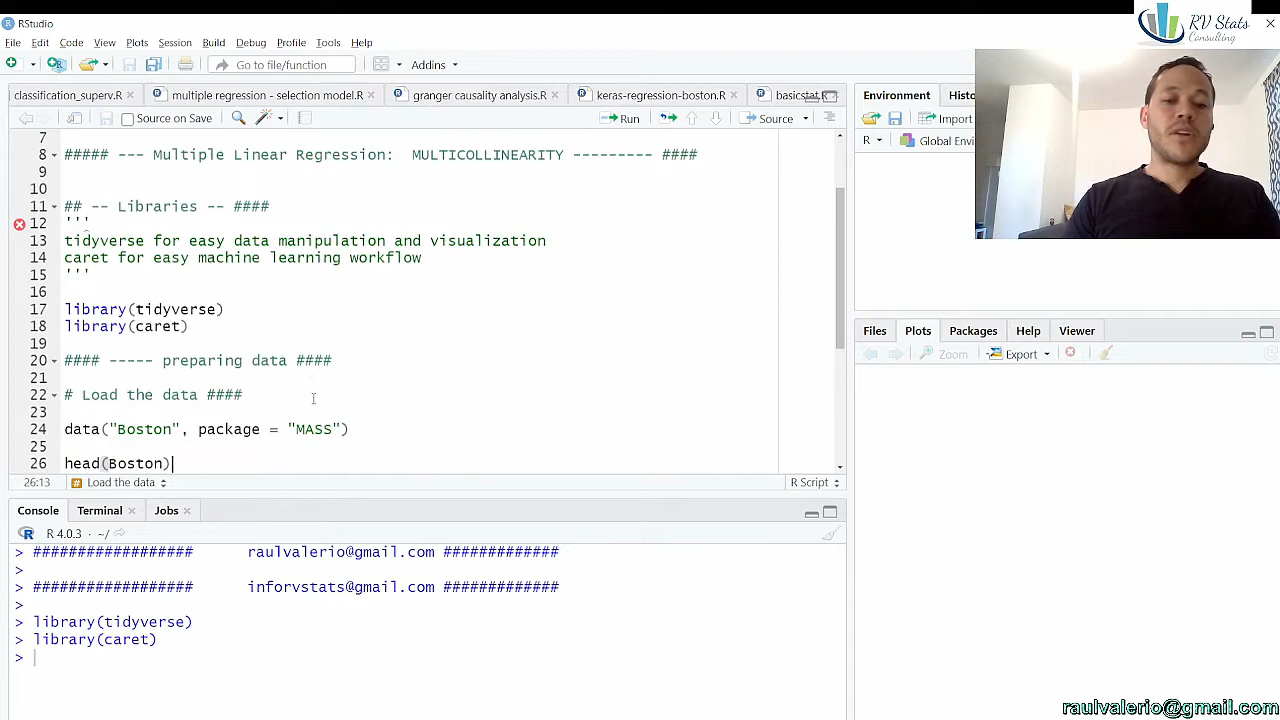 RStudio
RV Stats
Consulting
File Edit Code View Plots Session Build Debug Profile Tools Help
Go to file/function
Addins
classification_superv.R
multiple regression - selection model.R
granger causality analysis.R
keras-regression-boston.R
Source on Save
Run
Source
7
8 ##### --- Multiple Linear Regression:  MULTICOLLINEARITY --------- ####
9
10
11 ## -- Libraries -- ####
12 '''
13 tidyverse for easy data manipulation and visualization
14 caret for easy machine learning workflow
15 '''
16
17 library(tidyverse)
18 library(caret)
19
20 #### ----- preparing data ####
21
22 # Load the data ####
23
24 data("Boston", package = "MASS")
25
26 head(Boston)
26:13 Load the data R Script
Console Terminal Jobs
R 4.0.3 · ~/
> ################## raulvalerio@gmail.com #############
>
> ################## inforvstats@gmail.com #############
>
> library(tidyverse)
> library(caret)
>
Environment
Import
R
Files Plots Packages Help Viewer
Zoom Export
raulvalerio@gmail.com